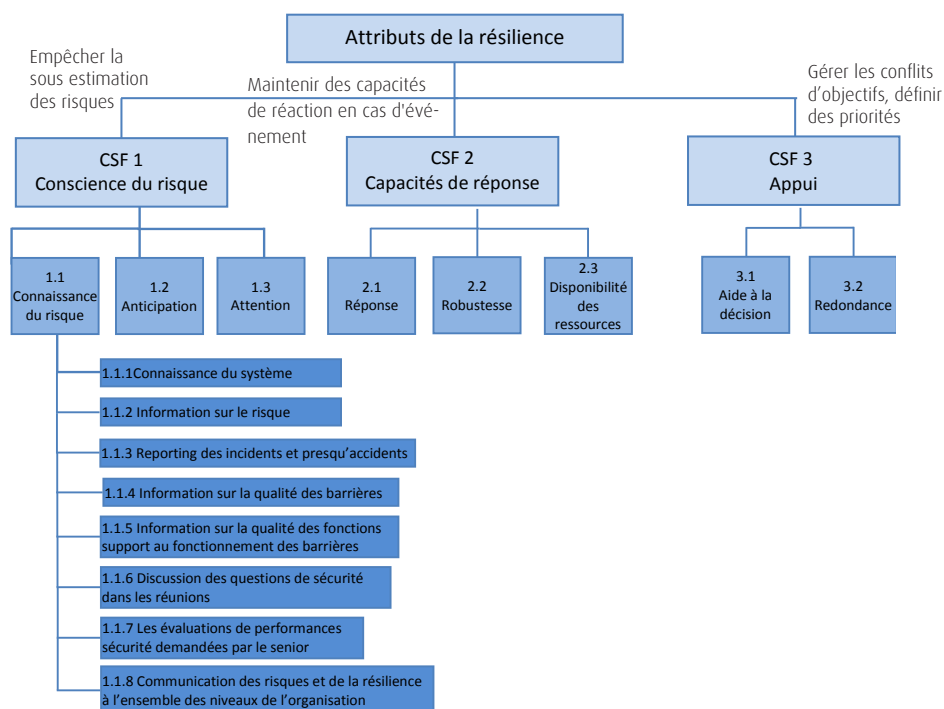 Attributs de la résilience
Empêcher la
sous estimation
des risques
Maintenir des capacités
de réaction en cas d'évé-
nement
Gérer les conflits
d'objectifs, définir
des priorités
CSF 1
Conscience du risque
CSF 2
Capacités de réponse
CSF 3
Appui
1.1
Connaissance
du risque
1.2
Anticipation
1.3
Attention
2.1
Réponse
2.2
Robustesse
2.3
Disponibilité
des
ressources
3.1
Aide à la
décision
3.2
Redondance
1.1.1Connaissance du système
1.1.2 Information sur le risque
1.1.3 Reporting des incidents et presqu'accidents
1.1.4 Information sur la qualité des barrières
1.1.5 Information sur la qualité des fonctions
support au fonctionnement des barrières
1.1.6 Discussion des questions de sécurité
dans les réunions
1.1.7 Les évaluations de performances
sécurité demandées par le senior
1.1.8 Communication des risques et de la résilience
à l'ensemble des niveaux de l'organisation